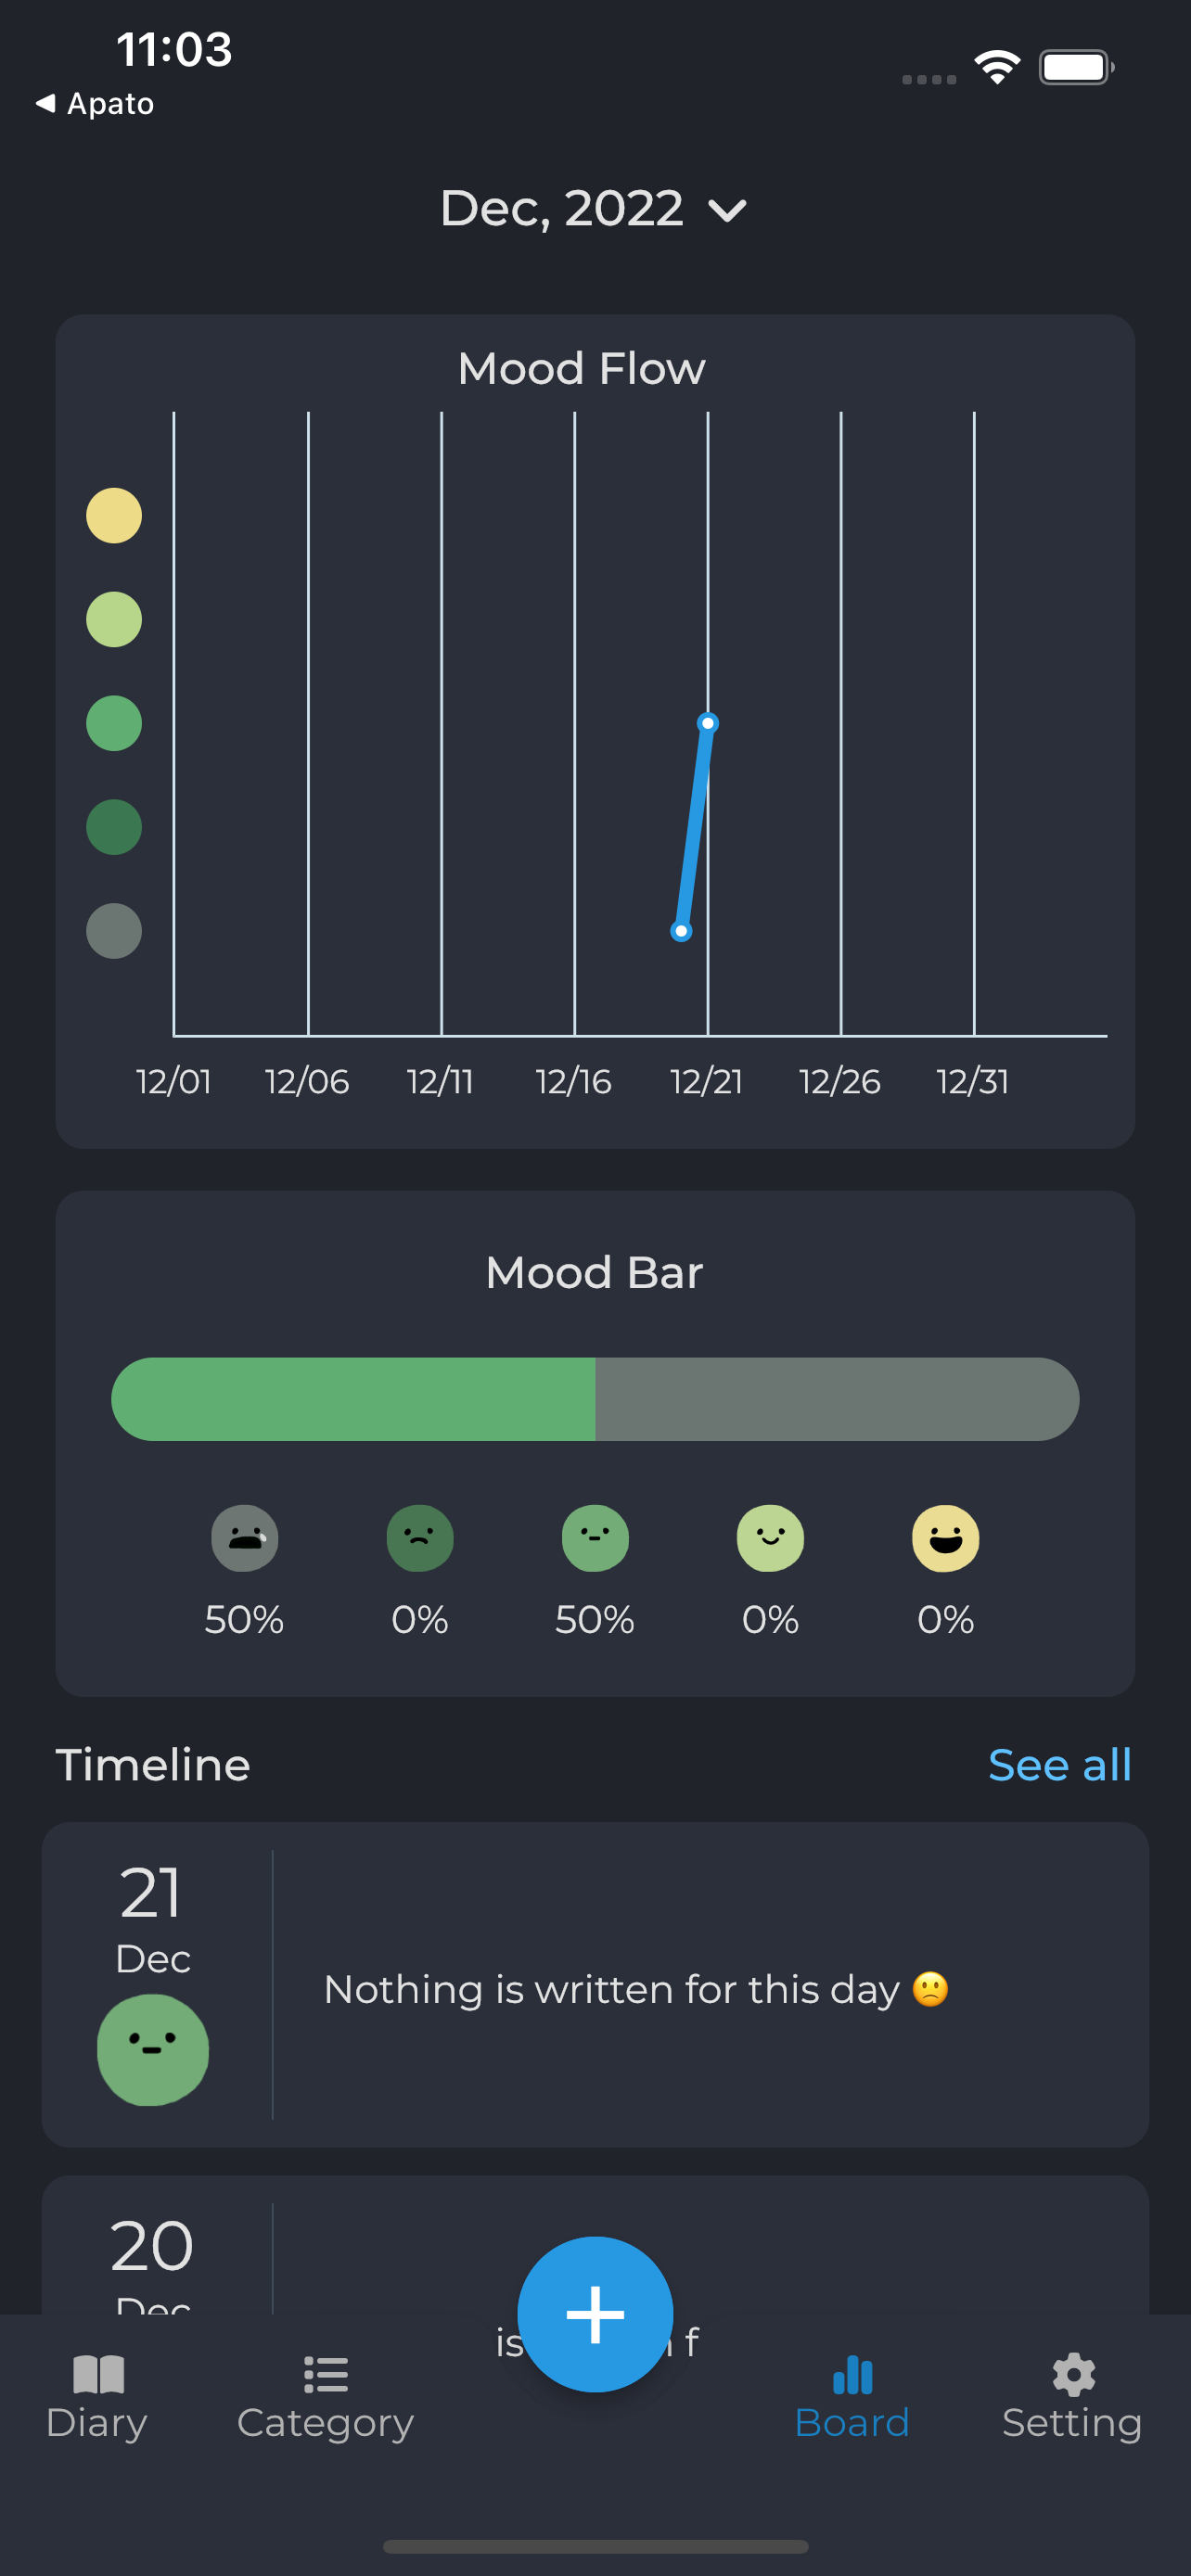 11:03
◀ Apato
Dec, 2022
Mood Flow
12/01 12/06 12/11 12/16 12/21 12/26 12/31
Mood Bar
50% 0% 50% 0% 0%
Timeline See all
21
Dec
Nothing is written for this day 🙁
20
Dec
is f
Diary Category Board Setting